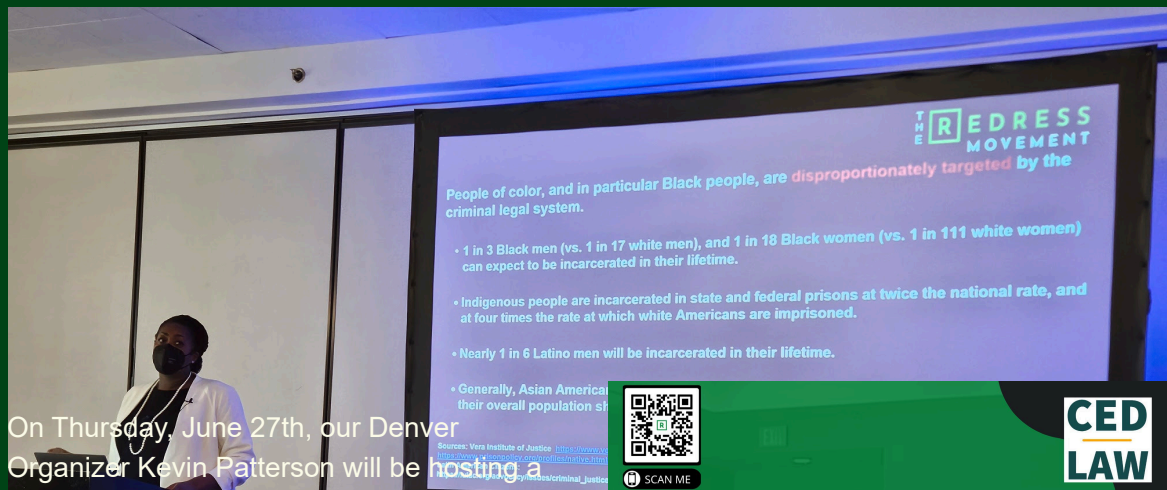 THE REDRESS
MOVEMENT
People of color, and in particular Black people, are disproportionately targeted by the
criminal legal system.
• 1 in 3 Black men (vs. 1 in 17 white men), and 1 in 18 Black women (vs. 1 in 111 white women)
can expect to be incarcerated in their lifetime.
• Indigenous people are incarcerated in state and federal prisons at twice the national rate, and
at four times the rate at which white Americans are imprisoned.
• Nearly 1 in 6 Latino men will be incarcerated in their lifetime.
• Generally, Asian American
their overall population
Sources: Vera Institute of Justice
On Thursday, June 27th, our Denver
Organizer Kevin Patterson will be hosting a
R
SCAN ME
CED
LAW